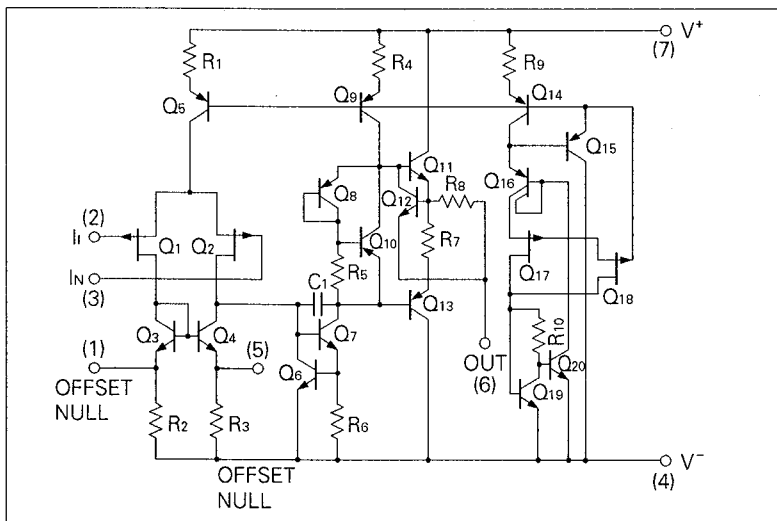 V+
(7)
R1
R4
R9
Q5
Q9
Q14
Q15
Q11
Q8
Q12
R8
Q16
(2)
II
Q1
Q2
Q10
R7
Q17
Q18
IN
(3)
R5
C1
Q13
Q3
Q4
Q7
R10
(1)
(5)
Q6
OUT
(6)
Q20
Q19
OFFSET
NULL
R2
R3
R6
OFFSET
NULL
V-
(4)